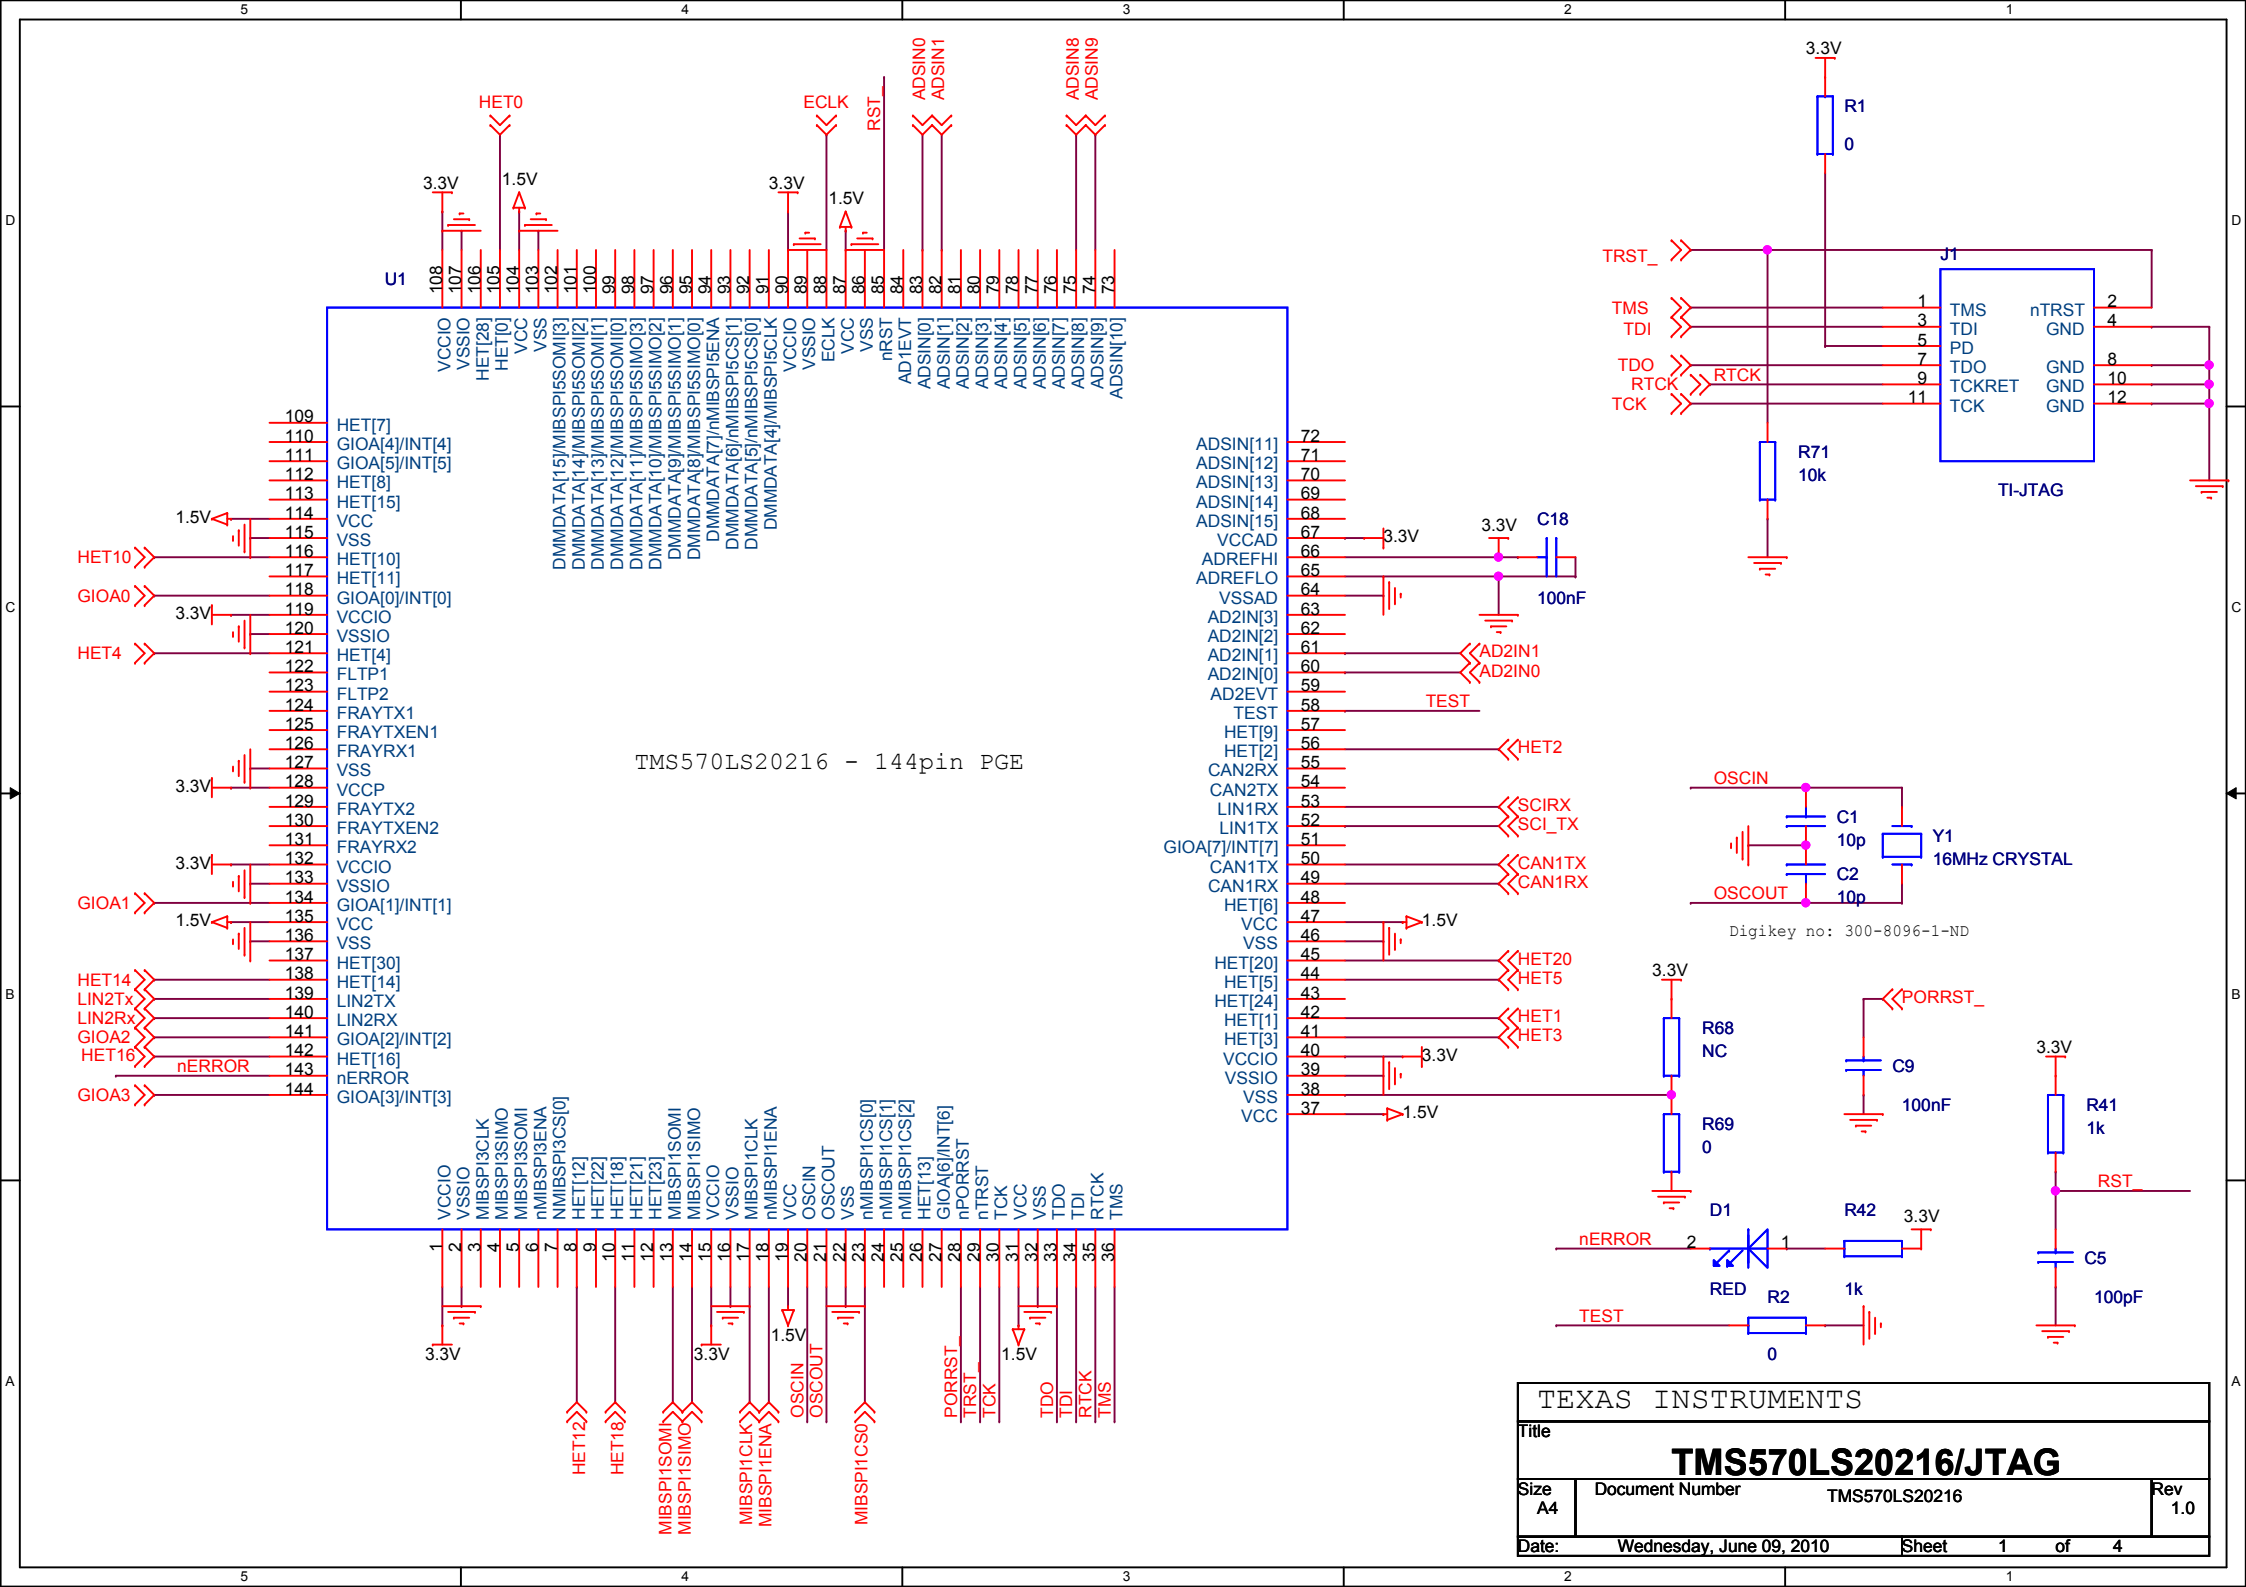 5 4 3 2 1
D
C
B
A
HET0
ECLK
RST_
ADSIN0
ADSIN1
ADSIN8
ADSIN9
3.3V
1.5V
3.3V
1.5V
U1
108 107 106 105 104 103 102 101 100 99 98 97 96 95 94 93 92 91 90 89 88 87 86 85 84 83 82 81 80 79 78 77 76 75 74 73
VCCIO
VSSIO
HET[28]
HET[0]
VCC
VSS
DMMDATA[15]/MIBSPI5SOMI[3]
DMMDATA[14]/MIBSPI5SOMI[2]
DMMDATA[13]/MIBSPI5SOMI[1]
DMMDATA[12]/MIBSPI5SOMI[0]
DMMDATA[11]/MIBSPI5SIMO[3]
DMMDATA[10]/MIBSPI5SIMO[2]
DMMDATA[9]/MIBSPI5SIMO[1]
DMMDATA[8]/MIBSPI5SIMO[0]
DMMDATA[7]/nMIBSPI5ENA
DMMDATA[6]/nMIBSPI5CS[1]
DMMDATA[5]/nMIBSPI5CS[0]
DMMDATA[4]/MIBSPI5CLK
VCCIO
VSSIO
ECLK
VCC
VSS
nRST
AD1EVT
ADSIN[0]
ADSIN[1]
ADSIN[2]
ADSIN[3]
ADSIN[4]
ADSIN[5]
ADSIN[6]
ADSIN[7]
ADSIN[8]
ADSIN[9]
ADSIN[10]
109 HET[7]
110 GIOA[4]/INT[4]
111 GIOA[5]/INT[5]
112 HET[8]
113 HET[15]
1.5V 114 VCC
115 VSS
HET10 116 HET[10]
117 HET[11]
GIOA0 118 GIOA[0]/INT[0]
3.3V 119 VCCIO
120 VSSIO
HET4 121 HET[4]
122 FLTP1
123 FLTP2
124 FRAYTX1
125 FRAYTXEN1
126 FRAYRX1
127 VSS
3.3V 128 VCCP
129 FRAYTX2
130 FRAYTXEN2
131 FRAYRX2
3.3V 132 VCCIO
133 VSSIO
GIOA1 134 GIOA[1]/INT[1]
1.5V 135 VCC
136 VSS
137 HET[30]
HET14 138 HET[14]
LIN2Tx 139 LIN2TX
LIN2Rx 140 LIN2RX
GIOA2 141 GIOA[2]/INT[2]
HET16 142 HET[16]
nERROR 143 nERROR
GIOA3 144 GIOA[3]/INT[3]
TMS570LS20216 - 144pin PGE
ADSIN[11] 72
ADSIN[12] 71
ADSIN[13] 70
ADSIN[14] 69
ADSIN[15] 68
VCCAD 67 3.3V
ADREFHI 66
ADREFLO 65
VSSAD 64
AD2IN[3] 63
AD2IN[2] 62
AD2IN[1] 61 AD2IN1
AD2IN[0] 60 AD2IN0
AD2EVT 59
TEST 58 TEST
HET[9] 57
HET[2] 56 HET2
CAN2RX 55
CAN2TX 54
LIN1RX 53 SCIRX
LIN1TX 52 SCI_TX
GIOA[7]/INT[7] 51
CAN1TX 50 CAN1TX
CAN1RX 49 CAN1RX
HET[6] 48
VCC 47 1.5V
VSS 46
HET[20] 45 HET20
HET[5] 44 HET5
HET[24] 43
HET[1] 42 HET1
HET[3] 41 HET3
VCCIO 40 3.3V
VSSIO 39
VSS 38
VCC 37 1.5V
3.3V
C18
100nF
VCCIO
VSSIO
MIBSPI3CLK
MIBSPI3SIMO
MIBSPI3SOMI
nMIBSPI3ENA
NMIBSPI3CS[0]
HET[12]
HET[22]
HET[18]
HET[21]
HET[23]
MIBSPI1SOMI
MIBSPI1SIMO
VCCIO
VSSIO
MIBSPI1CLK
nMIBSPI1ENA
VCC
OSCIN
OSCOUT
VSS
nMIBSPI1CS[0]
nMIBSPI1CS[1]
nMIBSPI1CS[2]
HET[13]
GIOA[6]/INT[6]
nPORRST
nTRST
TCK
VCC
VSS
TDO
TDI
RTCK
TMS
1 2 3 4 5 6 7 8 9 10 11 12 13 14 15 16 17 18 19 20 21 22 23 24 25 26 27 28 29 30 31 32 33 34 35 36
3.3V
3.3V
1.5V
1.5V
HET12
HET18
MIBSPI1SOMI
MIBSPI1SIMO
MIBSPI1CLK
MIBSPI1ENA
OSCIN
OSCOUT
MIBSPI1CS0
PORRST_
TRST_
TCK
TDO
TDI
RTCK
TMS
3.3V
R1
0
TRST_
J1
TMS 1 TMS nTRST 2
TDI 3 TDI GND 4
5 PD
TDO 7 TDO GND 8
RTCK RTCK 9 TCKRET GND 10
TCK 11 TCK GND 12
R71
10k
TI-JTAG
OSCIN
C1
10p
Y1
16MHz CRYSTAL
C2
10p
OSCOUT
Digikey no: 300-8096-1-ND
3.3V
R68
NC
R69
0
PORRST_
C9
100nF
3.3V
R41
1k
RST_
C5
100pF
D1
nERROR 2 1
RED
R42
3.3V
1k
R2
TEST
0
TEXAS INSTRUMENTS
Title
TMS570LS20216/JTAG
Size
A4
Document Number
TMS570LS20216
Rev
1.0
Date: Wednesday, June 09, 2010 Sheet 1 of 4
D
C
B
A
5 4 3 2 1